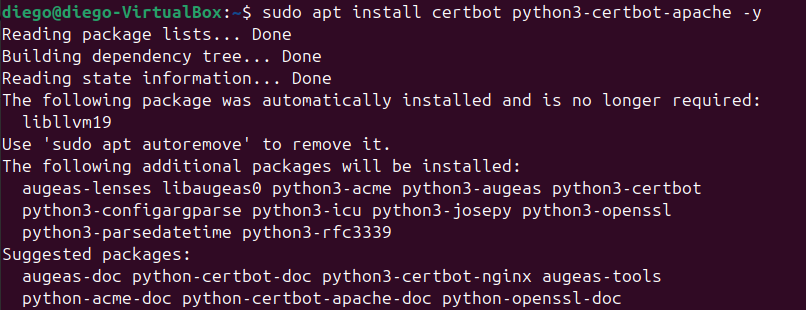 diego@diego-VirtualBox:~$ sudo apt install certbot python3-certbot-apache -y
Reading package lists... Done
Building dependency tree... Done
Reading state information... Done
The following package was automatically installed and is no longer required:
  libllvm19
Use 'sudo apt autoremove' to remove it.
The following additional packages will be installed:
  augeas-lenses libaugeas0 python3-acme python3-augeas python3-certbot
  python3-configargparse python3-icu python3-josepy python3-openssl
  python3-parsedatetime python3-rfc3339
Suggested packages:
  augeas-doc python-certbot-doc python3-certbot-nginx augeas-tools
  python-acme-doc python-certbot-apache-doc python-openssl-doc